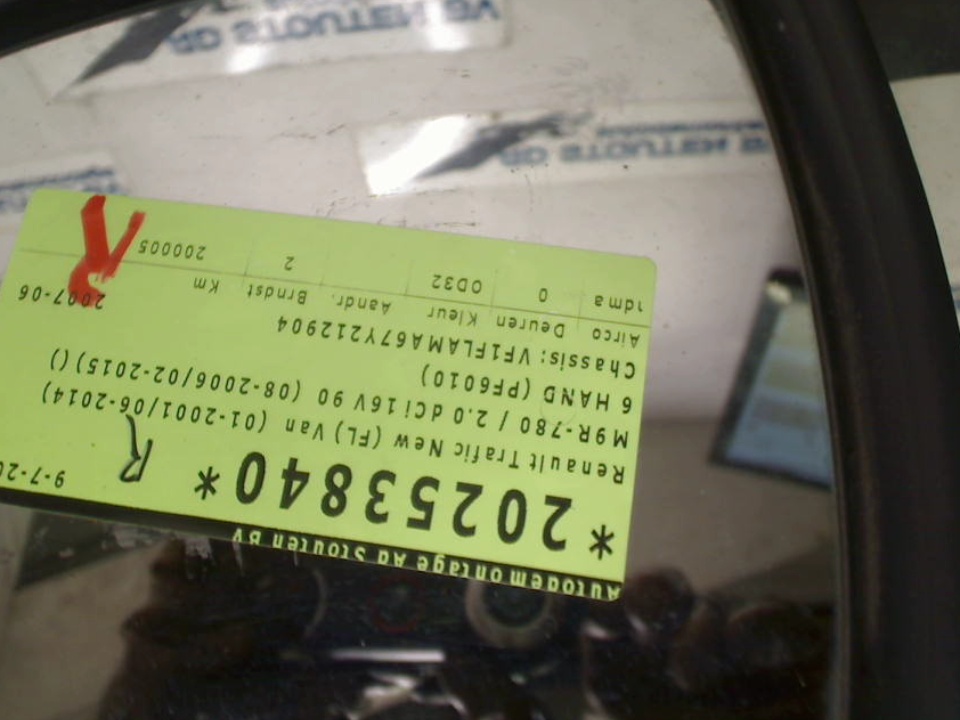 Autodemontage Ad Stouten BV
*20253840*
R
Renault Trafic New (FL) Van (01-2001/06-2014)
M9R-780 / 2.0 dCi 16V 90 (08-2006/02-2015) ()
6 HAND (PF6010)
Chassis: VF1FLAMA67Y212904
2007-06
Airco Deuren Kleur Aandr. Brndst Km
0 OD32 2 200005